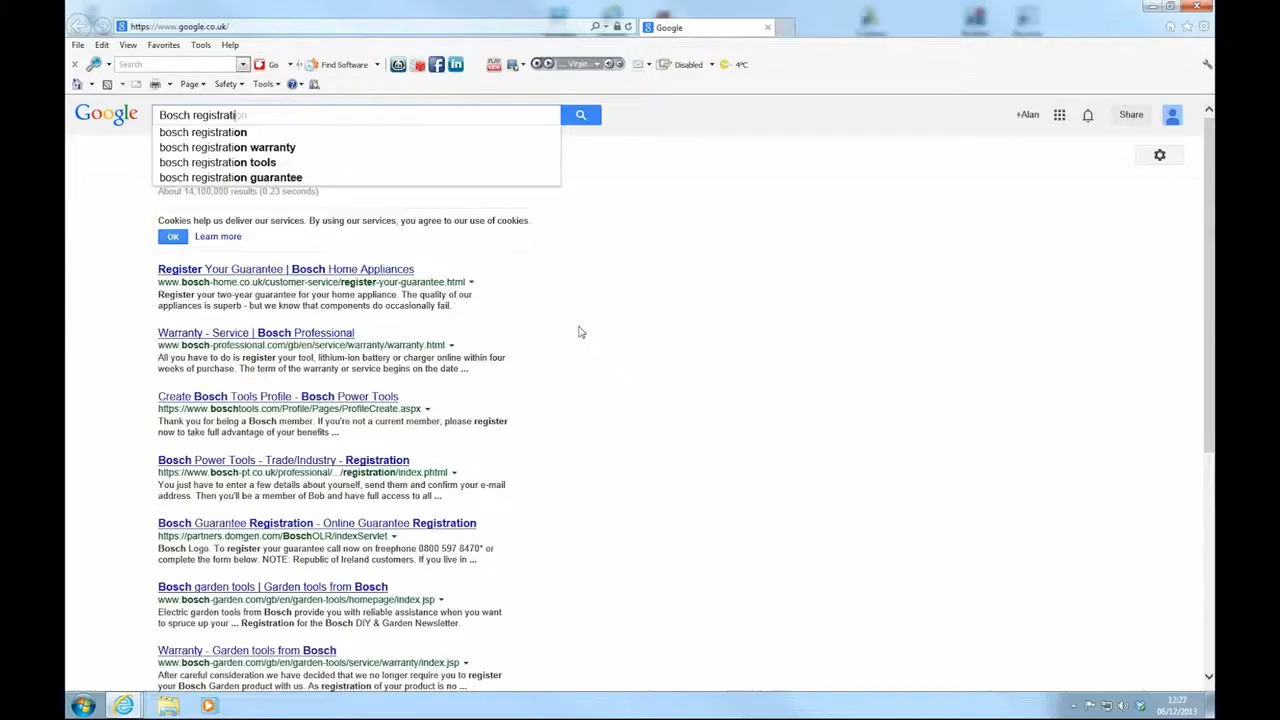 https://www.google.co.uk/
Google
File Edit View Favorites Tools Help
Search Go Find Software Virgin... Disabled 4°C
Page Safety Tools
Google Bosch registration +Alan Share
bosch registration
bosch registration warranty
bosch registration tools
bosch registration guarantee
About 14,100,000 results (0.23 seconds)
Cookies help us deliver our services. By using our services, you agree to our use of cookies.
OK Learn more
Register Your Guarantee | Bosch Home Appliances
www.bosch-home.co.uk/customer-service/register-your-guarantee.html
Register your two-year guarantee for your home appliance. The quality of our
appliances is superb - but we know that components do occasionally fail.
Warranty - Service | Bosch Professional
www.bosch-professional.com/gb/en/service/warranty/warranty.html
All you have to do is register your tool, lithium-ion battery or charger online within four
weeks of purchase. The term of the warranty or service begins on the date ...
Create Bosch Tools Profile - Bosch Power Tools
https://www.boschtools.com/Profile/Pages/ProfileCreate.aspx
Thank you for being a Bosch member. If you're not a current member, please register
now to take full advantage of your benefits ...
Bosch Power Tools - Trade/Industry - Registration
https://www.bosch-pt.co.uk/professional/.../registration/index.phtml
You just have to enter a few details about yourself, send them and confirm your e-mail
address. Then you'll be a member of Bob and have full access to all ...
Bosch Guarantee Registration - Online Guarantee Registration
https://partners.domgen.com/BoschOLR/indexServlet
Bosch Logo. To register your guarantee call now on freephone 0800 597 8470* or
complete the form below. NOTE: Republic of Ireland customers. If you live in ...
Bosch garden tools | Garden tools from Bosch
www.bosch-garden.com/gb/en/garden-tools/homepage/index.jsp
Electric garden tools from Bosch provide you with reliable assistance when you want
to spruce up your ... Registration for the Bosch DIY & Garden Newsletter.
Warranty - Garden tools from Bosch
www.bosch-garden.com/gb/en/garden-tools/service/warranty/index.jsp
After careful consideration we have decided that we no longer require you to register
your Bosch Garden product with us. As registration of your product is no ...
12:27
06/12/2013